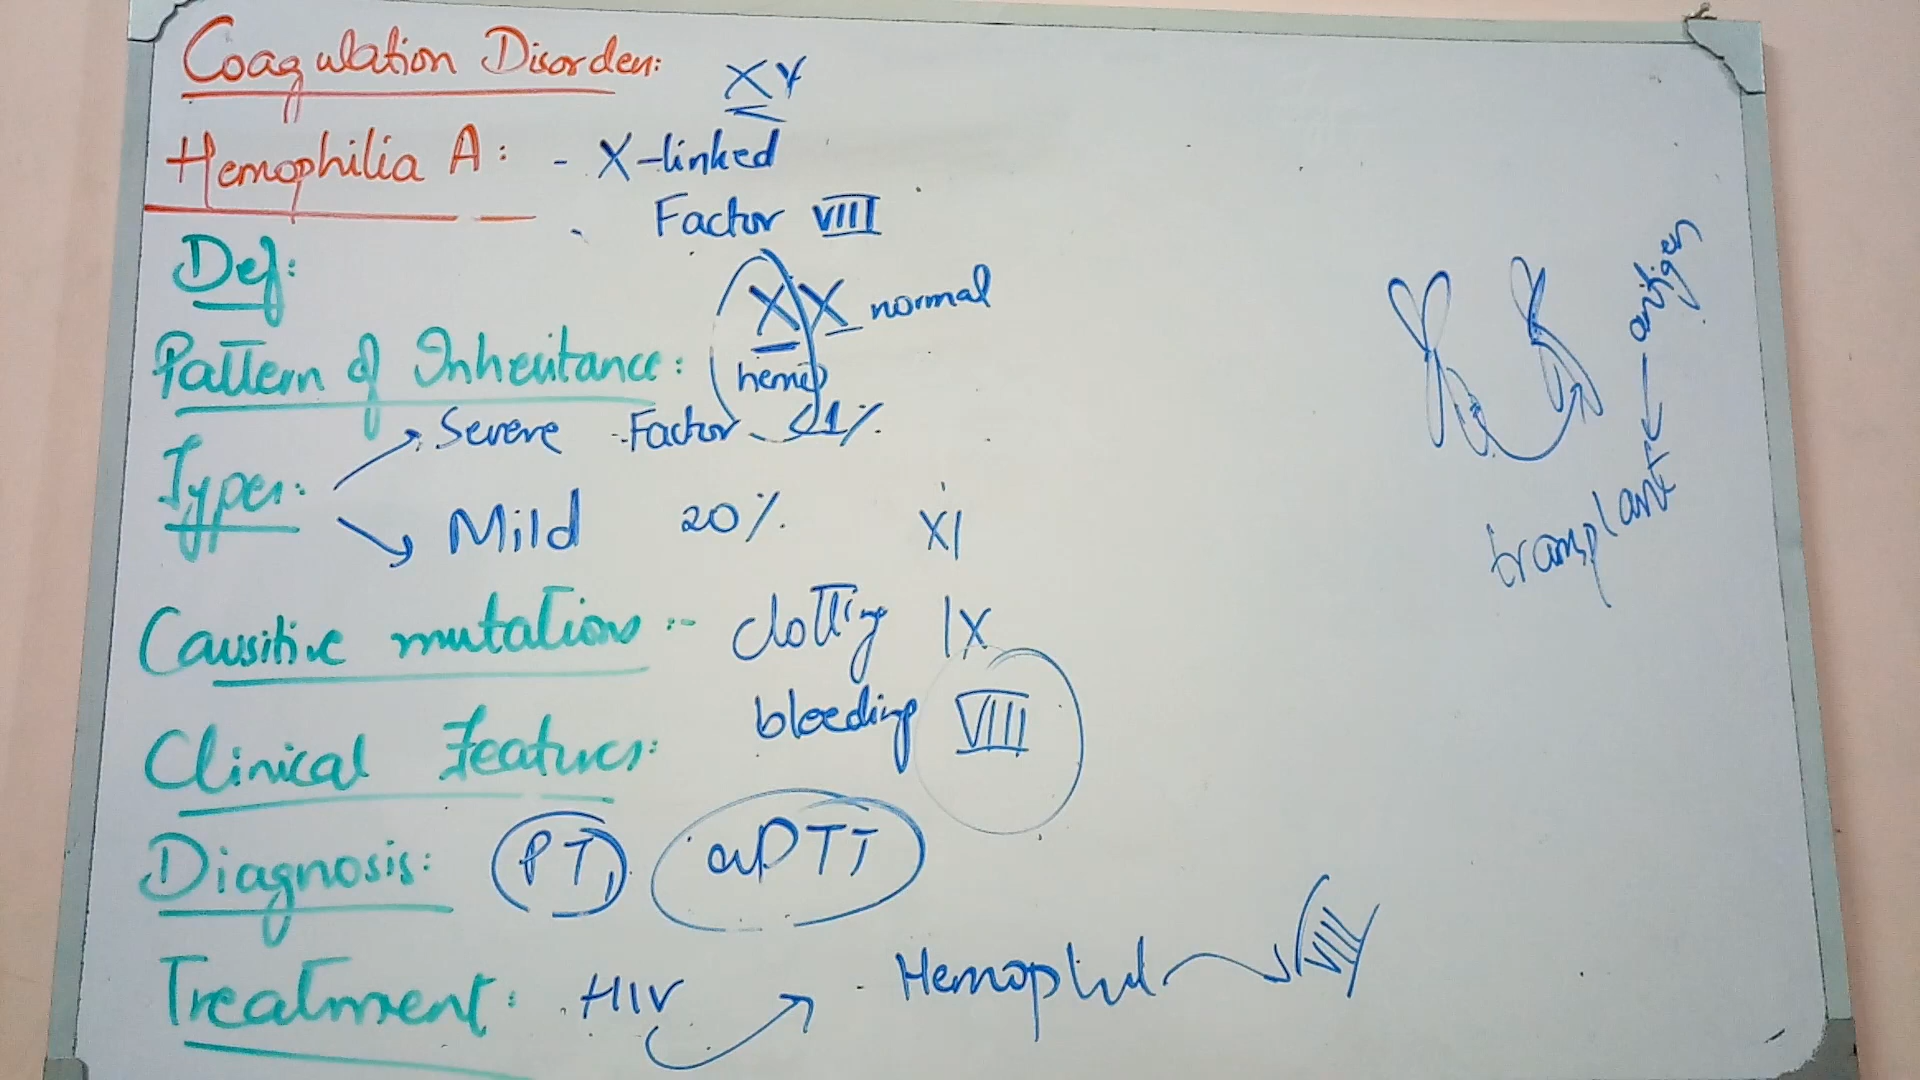 Coagulation Disorder:
XY
Hemophilia A: - X-linked
Factor VIII
Def:
X X normal
hemo
Pattern of Inheritance:
Severe Factor <1%.
Types:
Mild 20%. XI
Causitive mutations:- clotting IX
bleeding VIII
Clinical Features:
Diagnosis: PT, aPTT
Treatment: HIV Hemophil VIII
antigen
transplant